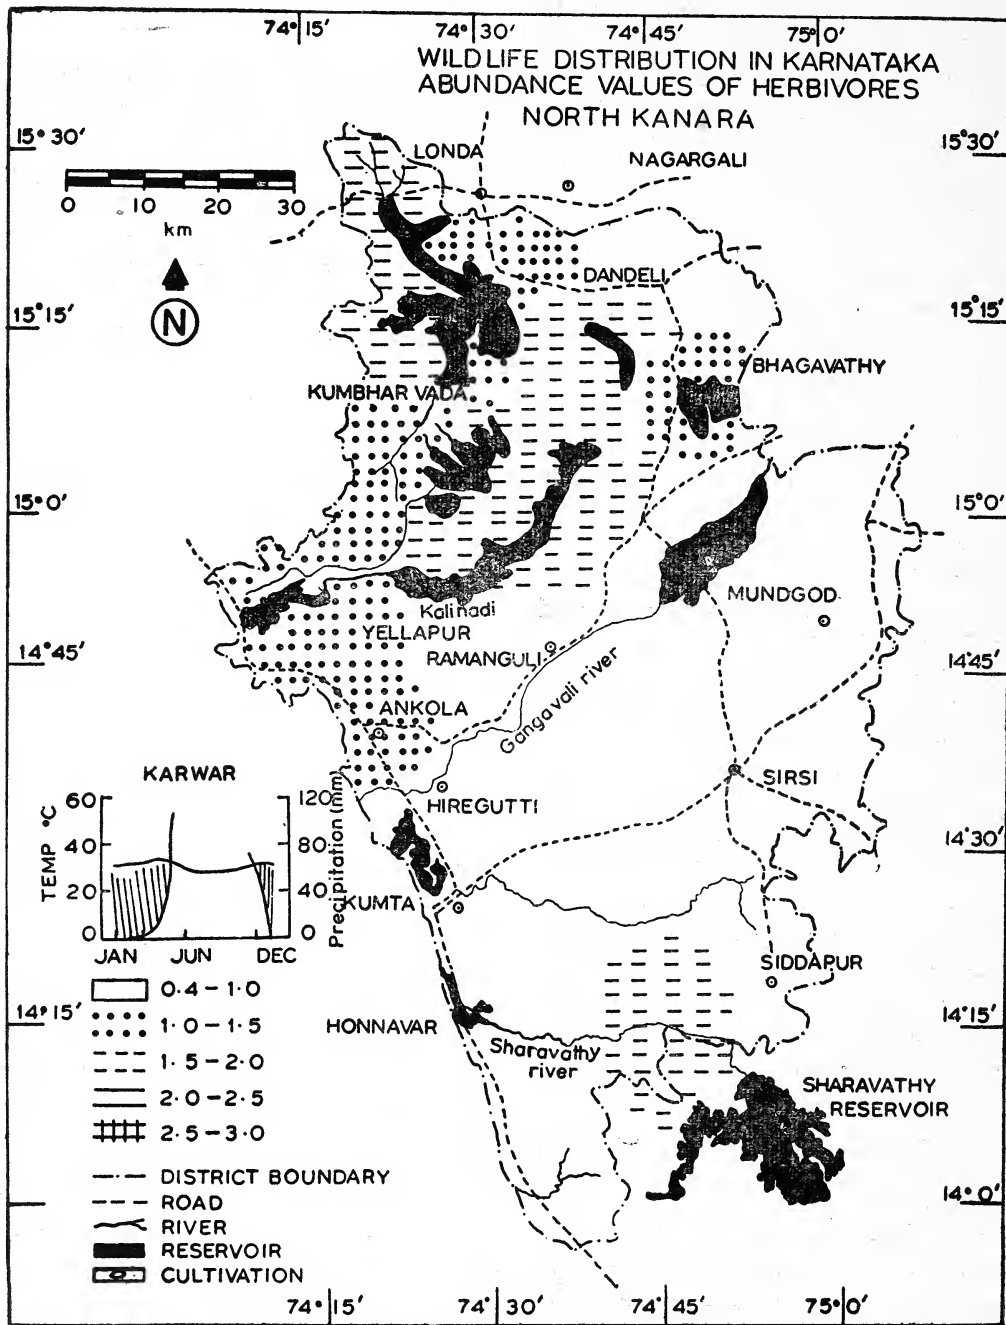 74°15′ 74°30′ 74°45′ 75°0′
WILDLIFE DISTRIBUTION IN KARNATAKA
ABUNDANCE VALUES OF HERBIVORES
NORTH KANARA
15°30′ 15°30′
LONDA
NAGARGALI
0 10 20 30
km
N
DANDELI
15°15′ 15°15′
BHAGAVATHY
KUMBHAR VADA
15°0′ 15°0′
MUNDGOD
Kalinadi
YELLAPUR
RAMANGULI
14°45′ 14°45′
Gangavali river
ANKOLA
KARWAR
SIRSI
HIREGUTTI
60 120
40 80
20 40
0 0
TEMP °C
Precipitation (mm)
JAN JUN DEC
14°30′
KUMTA
SIDDAPUR
0.4-1.0
14°15′ 14°15′
1.0-1.5
HONNAVAR
Sharavathy
river
1.5-2.0
2.0-2.5
2.5-3.0
SHARAVATHY
RESERVOIR
DISTRICT BOUNDARY
ROAD
RIVER
RESERVOIR
CULTIVATION
14°0′
74°15′ 74°30′ 74°45′ 75°0′